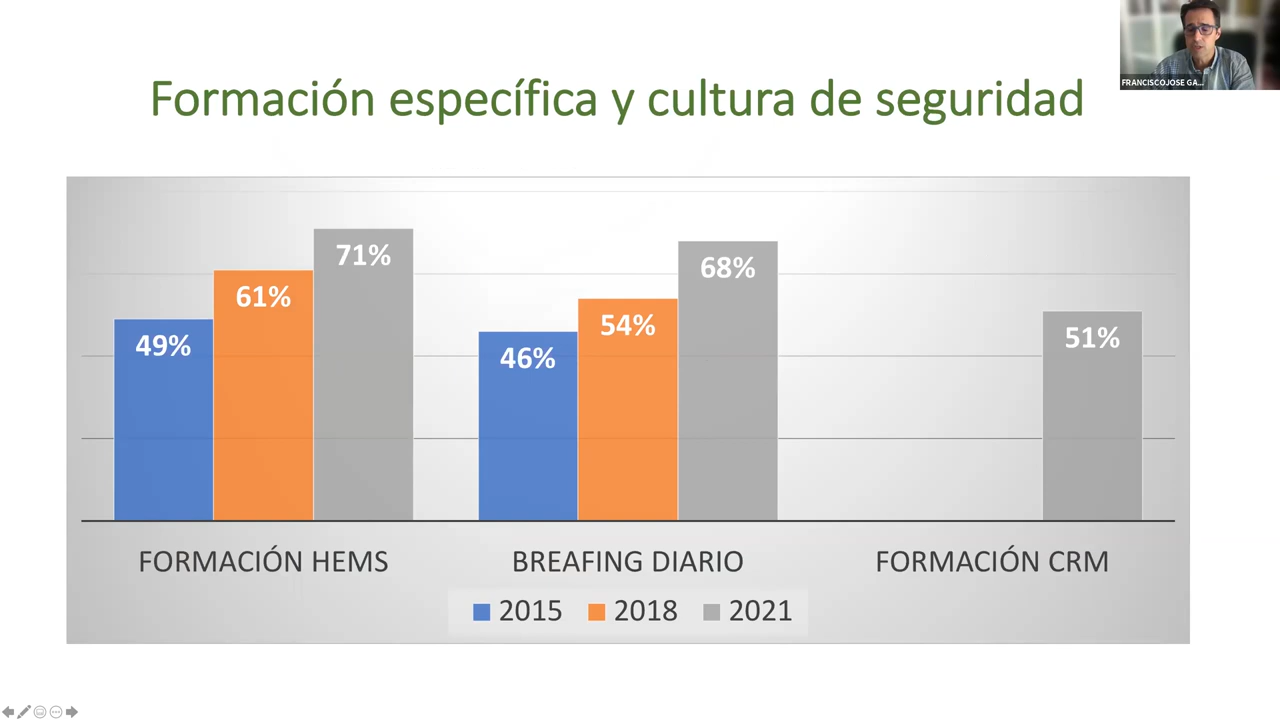 Formación específica y cultura de seguridad
FRANCISCOJOSE GA...
71%
61%
49%
68%
54%
46%
51%
FORMACIÓN HEMS
BREAFING DIARIO
FORMACIÓN CRM
2015 2018 2021